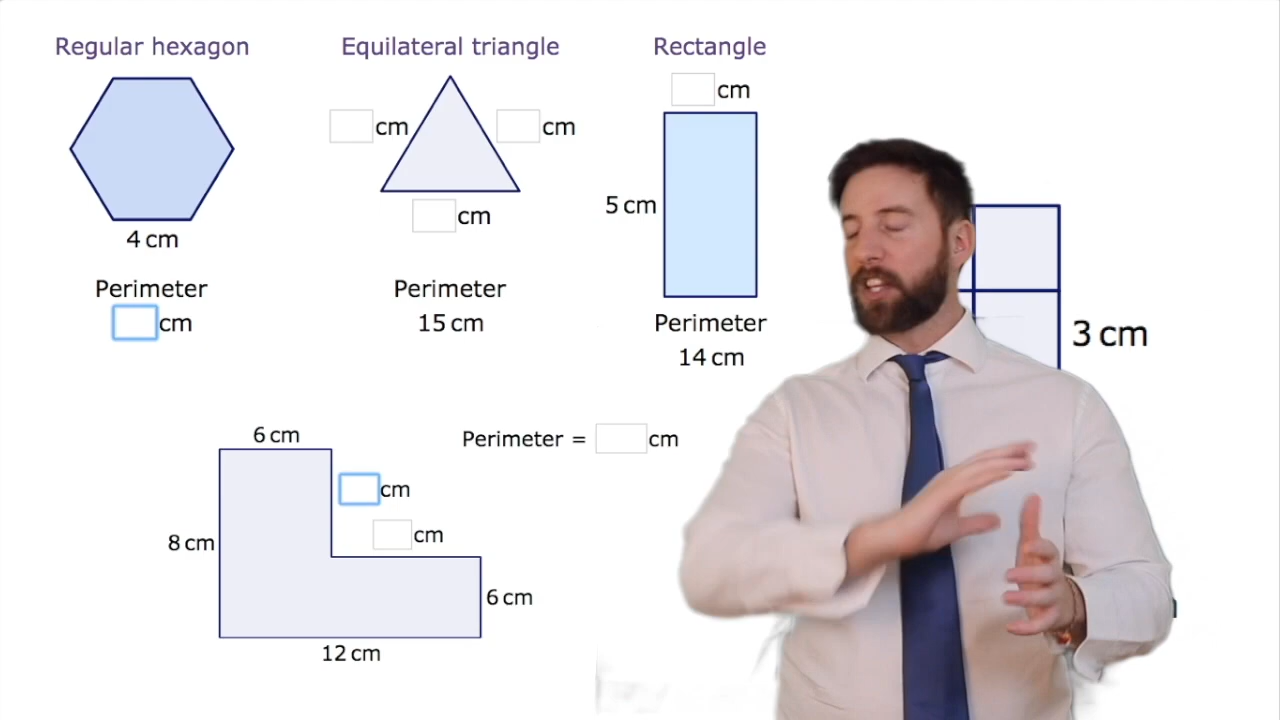 Regular hexagon
4 cm
Perimeter
cm
Equilateral triangle
cm
cm
cm
Perimeter
15 cm
Rectangle
cm
5 cm
Perimeter
14 cm
3 cm
6 cm
cm
cm
8 cm
6 cm
12 cm
Perimeter = cm